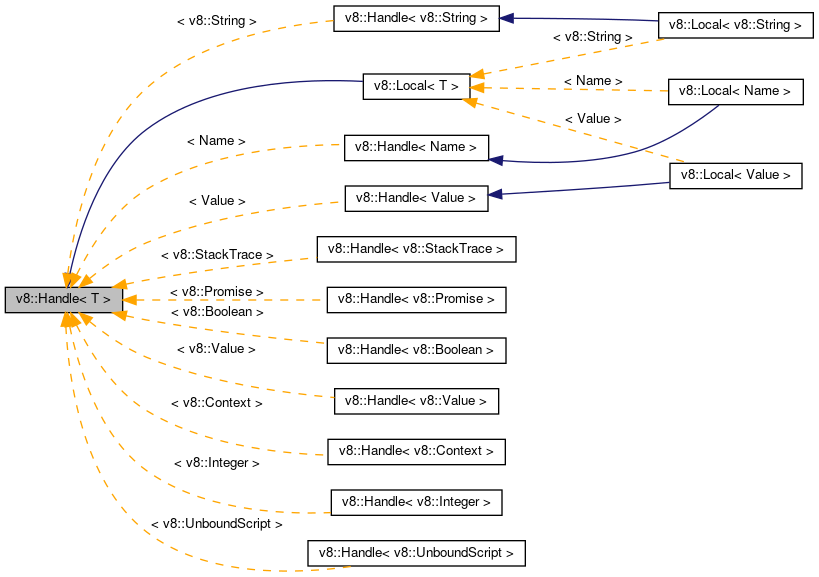 v8::Handle< v8::String >
< v8::String >
v8::Local< v8::String >
< v8::String >
v8::Local< T >
< Name >
v8::Local< Name >
< Value >
< Name >
v8::Handle< Name >
v8::Local< Value >
< Value >
v8::Handle< Value >
< v8::StackTrace >
v8::Handle< v8::StackTrace >
v8::Handle< T >
< v8::Promise >
v8::Handle< v8::Promise >
< v8::Boolean >
v8::Handle< v8::Boolean >
< v8::Value >
v8::Handle< v8::Value >
< v8::Context >
v8::Handle< v8::Context >
< v8::Integer >
v8::Handle< v8::Integer >
< v8::UnboundScript >
v8::Handle< v8::UnboundScript >